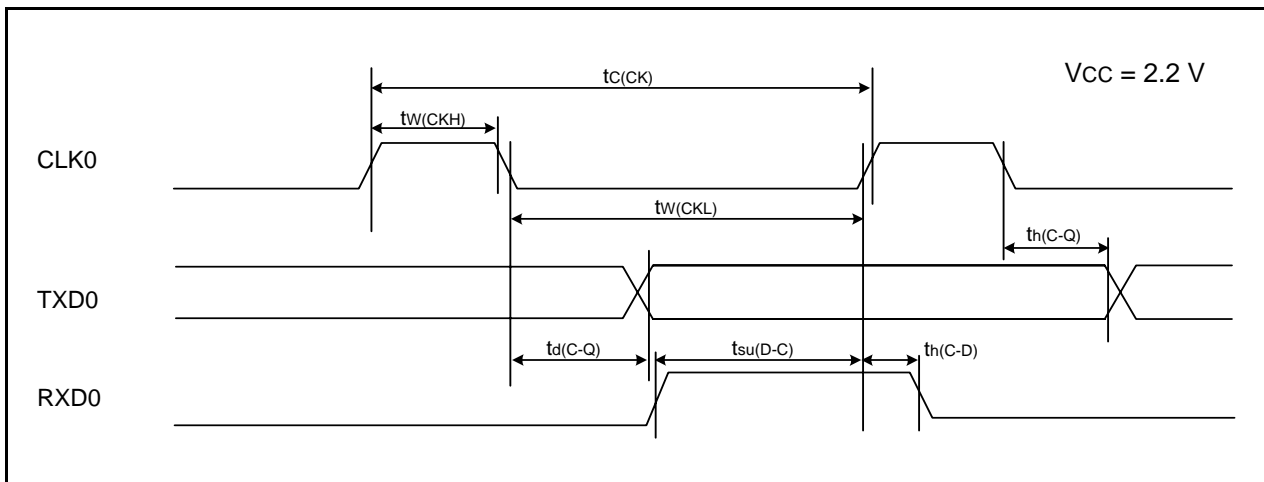 tC(CK)
VCC = 2.2 V
tW(CKH)
CLK0
tW(CKL)
th(C-Q)
TXD0
td(C-Q)
tsu(D-C)
th(C-D)
RXD0